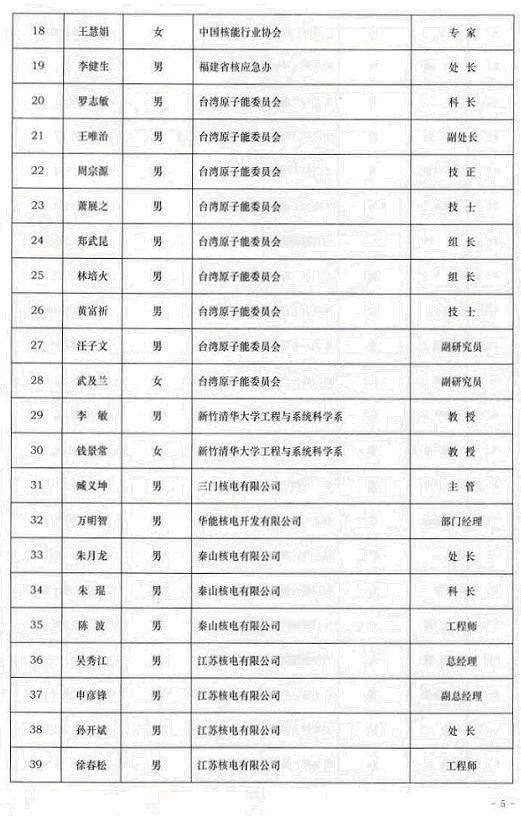 18 王慧娟 女 中国核能行业协会 专 家
19 李健生 男 福建省核应急办 处 长
20 罗志敏 男 台湾原子能委员会 科 长
21 王唯治 男 台湾原子能委员会 副处长
22 周宗源 男 台湾原子能委员会 技 正
23 萧展之 男 台湾原子能委员会 技 士
24 郑武昆 男 台湾原子能委员会 组 长
25 林培火 男 台湾原子能委员会 组 长
26 黄富祈 男 台湾原子能委员会 技 士
27 汪子文 男 台湾原子能委员会 副研究员
28 武及兰 女 台湾原子能委员会 副研究员
29 李 敏 男 新竹清华大学工程与系统科学系 教 授
30 钱景常 女 新竹清华大学工程与系统科学系 教 授
31 臧义坤 男 三门核电有限公司 主 管
32 万明智 男 华能核电开发有限公司 部门经理
33 朱月龙 男 泰山核电有限公司 处 长
34 朱 琨 男 泰山核电有限公司 科 长
35 陈 波 男 泰山核电有限公司 工程师
36 吴秀江 男 江苏核电有限公司 总经理
37 申彦锋 男 江苏核电有限公司 副总经理
38 孙开斌 男 江苏核电有限公司 处 长
39 徐春松 男 江苏核电有限公司 工程师
- 5 -